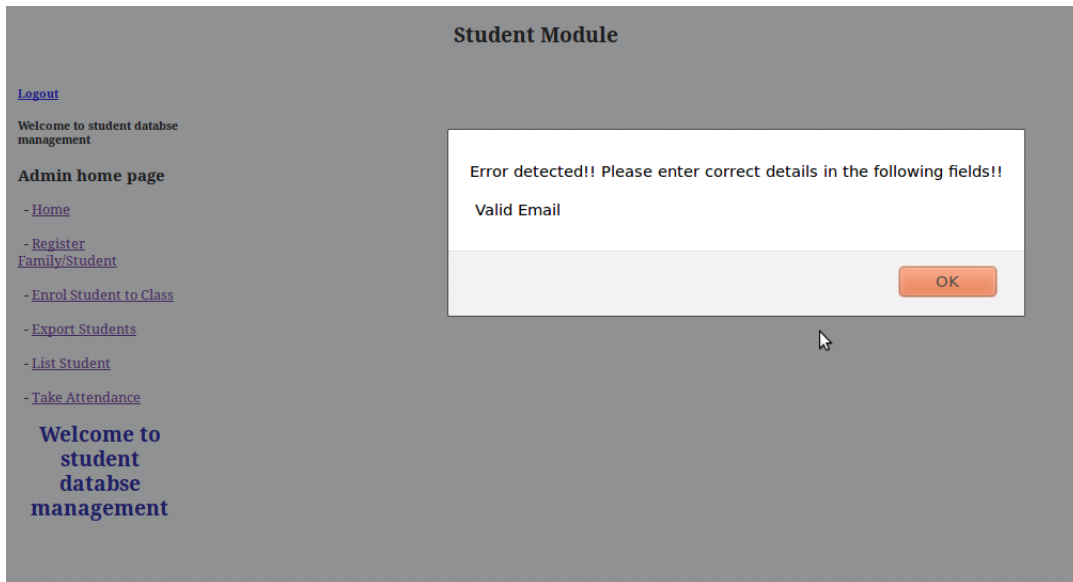 Student Module
Logout
Welcome to student databse
management
Admin home page
- Home
- Register
Family/Student
- Enrol Student to Class
- Export Students
- List Student
- Take Attendance
Welcome to
student
databse
management
Error detected!! Please enter correct details in the following fields!!
Valid Email
OK